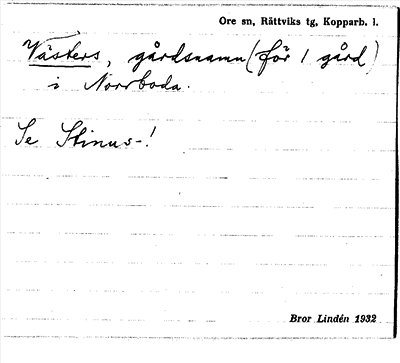 Ore sn, Rättviks tg, Kopparb. l.
Västers, gårdsnamn (för 1 gård)
i Norrboda.
Se Stinus-!
Bror Lindén 1932